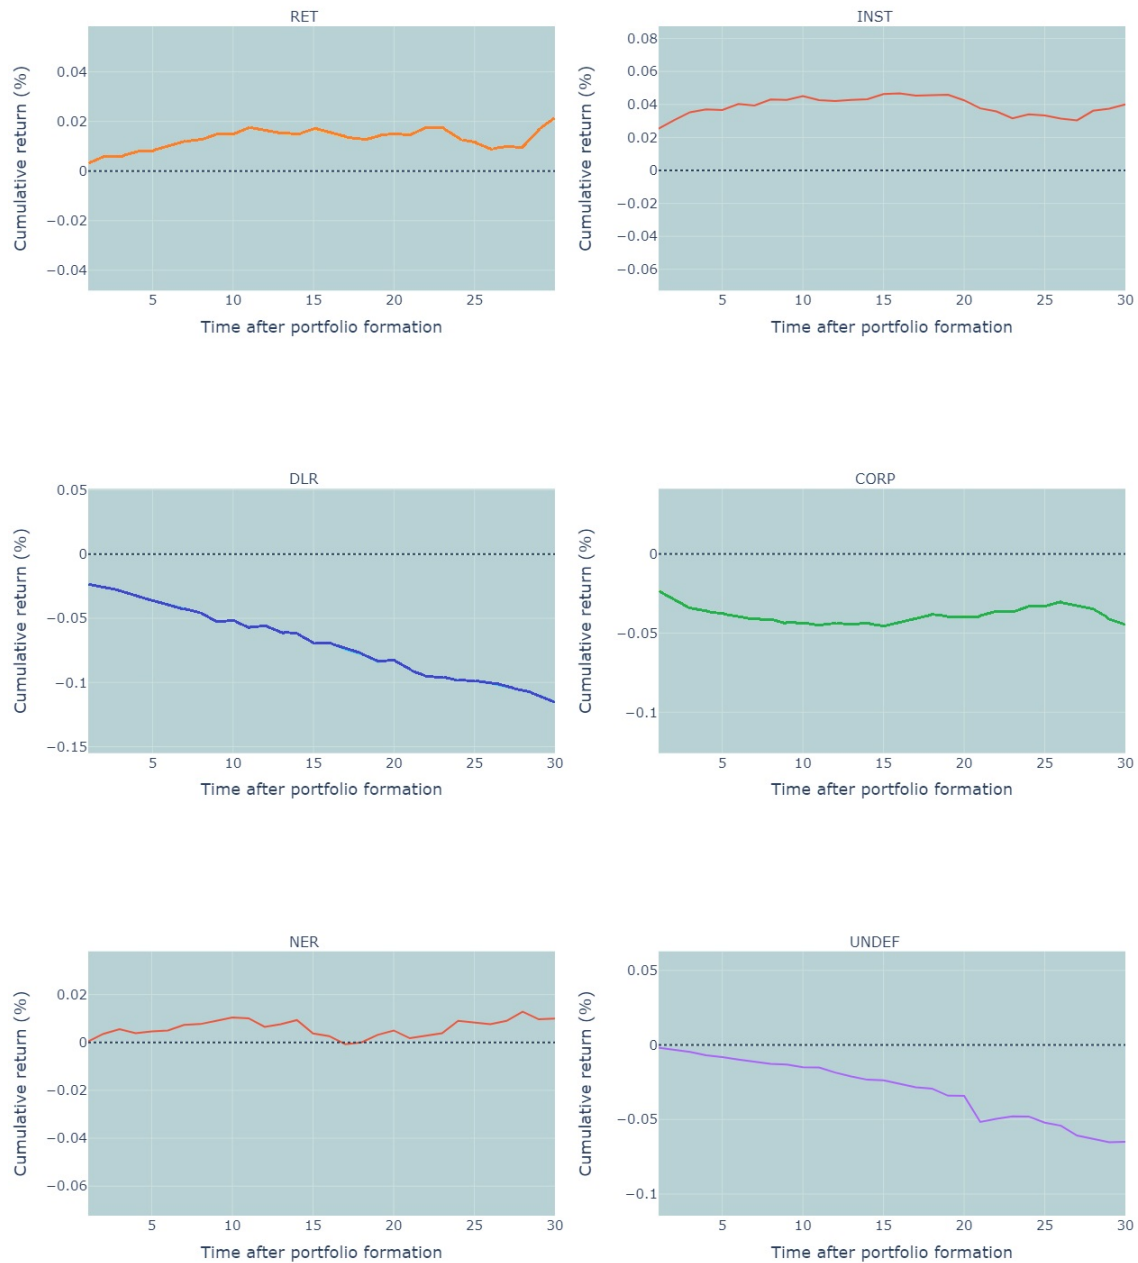 RET
Cumulative return (%)
0.04
0.02
0
−0.02
−0.04
5 10 15 20 25
Time after portfolio formation
INST
Cumulative return (%)
0.08
0.06
0.04
0.02
0
−0.02
−0.04
−0.06
5 10 15 20 25 30
Time after portfolio formation
DLR
Cumulative return (%)
0.05
0
−0.05
−0.1
−0.15
5 10 15 20 25 30
Time after portfolio formation
CORP
Cumulative return (%)
0
−0.05
−0.1
5 10 15 20 25 30
Time after portfolio formation
NER
Cumulative return (%)
0.02
0
−0.02
−0.04
−0.06
5 10 15 20 25 30
Time after portfolio formation
UNDEF
Cumulative return (%)
0.05
0
−0.05
−0.1
5 10 15 20 25 30
Time after portfolio formation